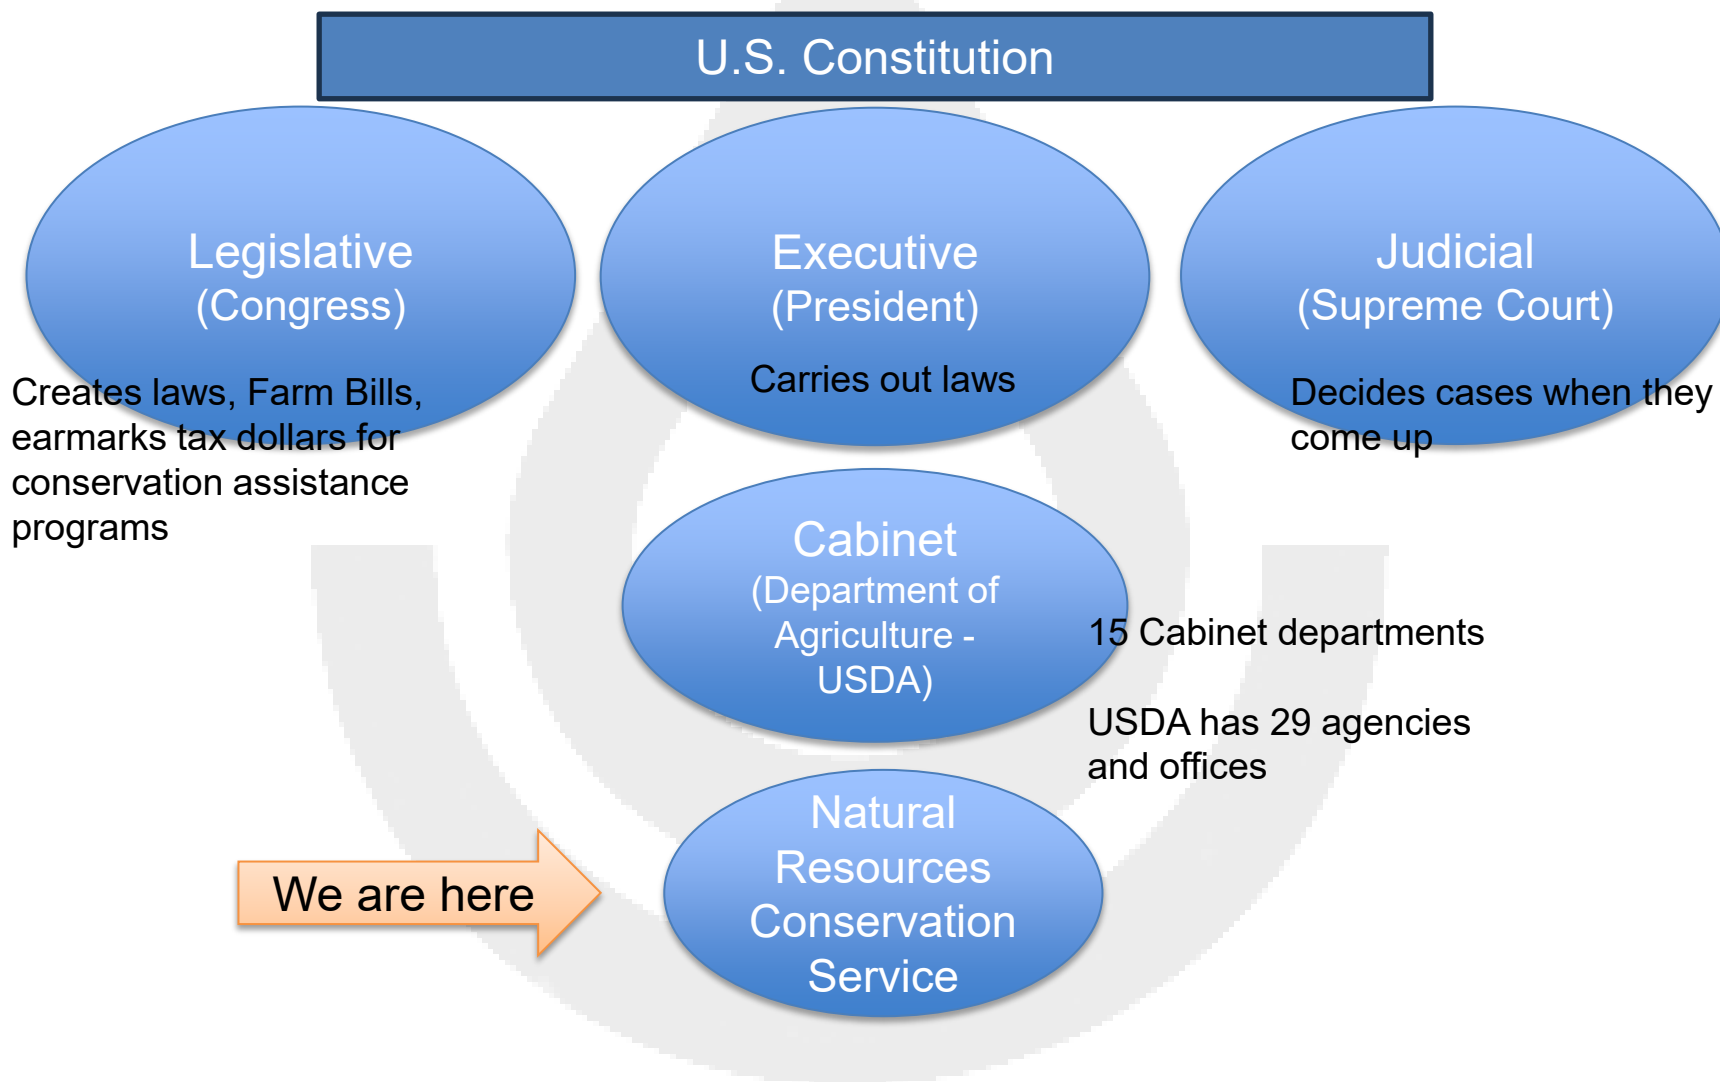 U.S. Constitution
Legislative
(Congress)
Creates laws, Farm Bills,
earmarks tax dollars for
conservation assistance
programs
Executive
(President)
Carries out laws
Judicial
(Supreme Court)
Decides cases when they
come up
Cabinet
(Department of
Agriculture -
USDA)
15 Cabinet departments
USDA has 29 agencies
and offices
We are here
Natural
Resources
Conservation
Service